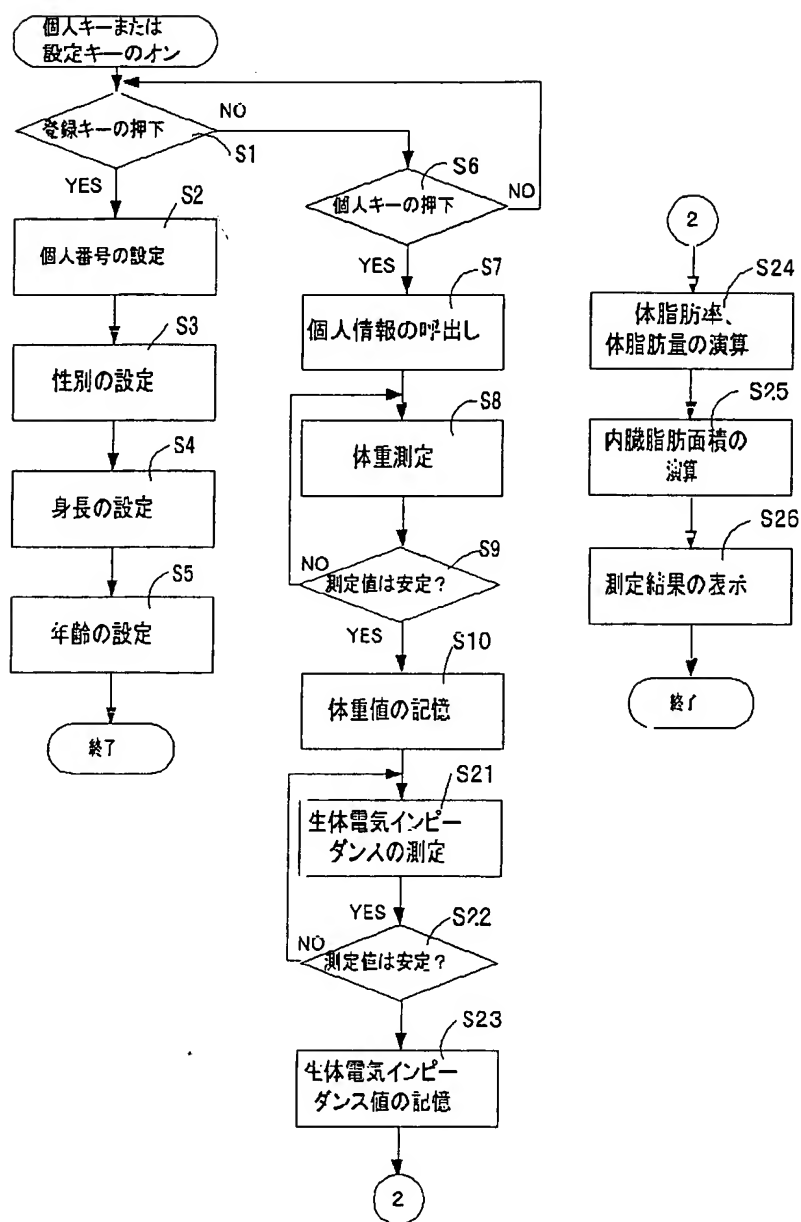 個人キーまたは
設定キーのオン
登録キーの押下
NO
S1
YES
S2
個人番号の設定
S3
性別の設定
S4
身長の設定
S5
年齢の設定
終了
S6
個人キーの押下
NO
YES
S7
個人情報の呼出し
S8
体重測定
S9
NO
測定値は安定?
YES
S10
体重値の記憶
S21
生体電気インピー
ダンスの測定
YES
S22
NO
測定値は安定?
S23
生体電気インピー
ダンス値の記憶
2
2
S24
体脂肪率、
体脂肪量の演算
S25
内臓脂肪面積の
演算
S26
測定結果の表示
終了